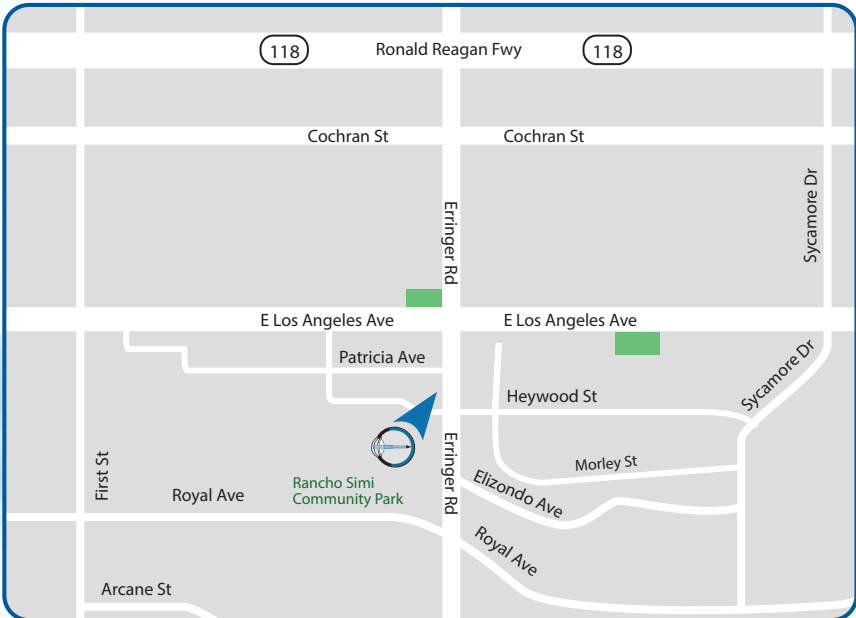 118
Ronald Reagan Fwy
118
Cochran St
Cochran St
Sycamore Dr
Erringer Rd
E Los Angeles Ave
E Los Angeles Ave
Patricia Ave
Sycamore Dr
Heywood St
Erringer Rd
First St
Morley St
Rancho Simi
Community Park
Royal Ave
Elizondo Ave
Royal Ave
Arcane St